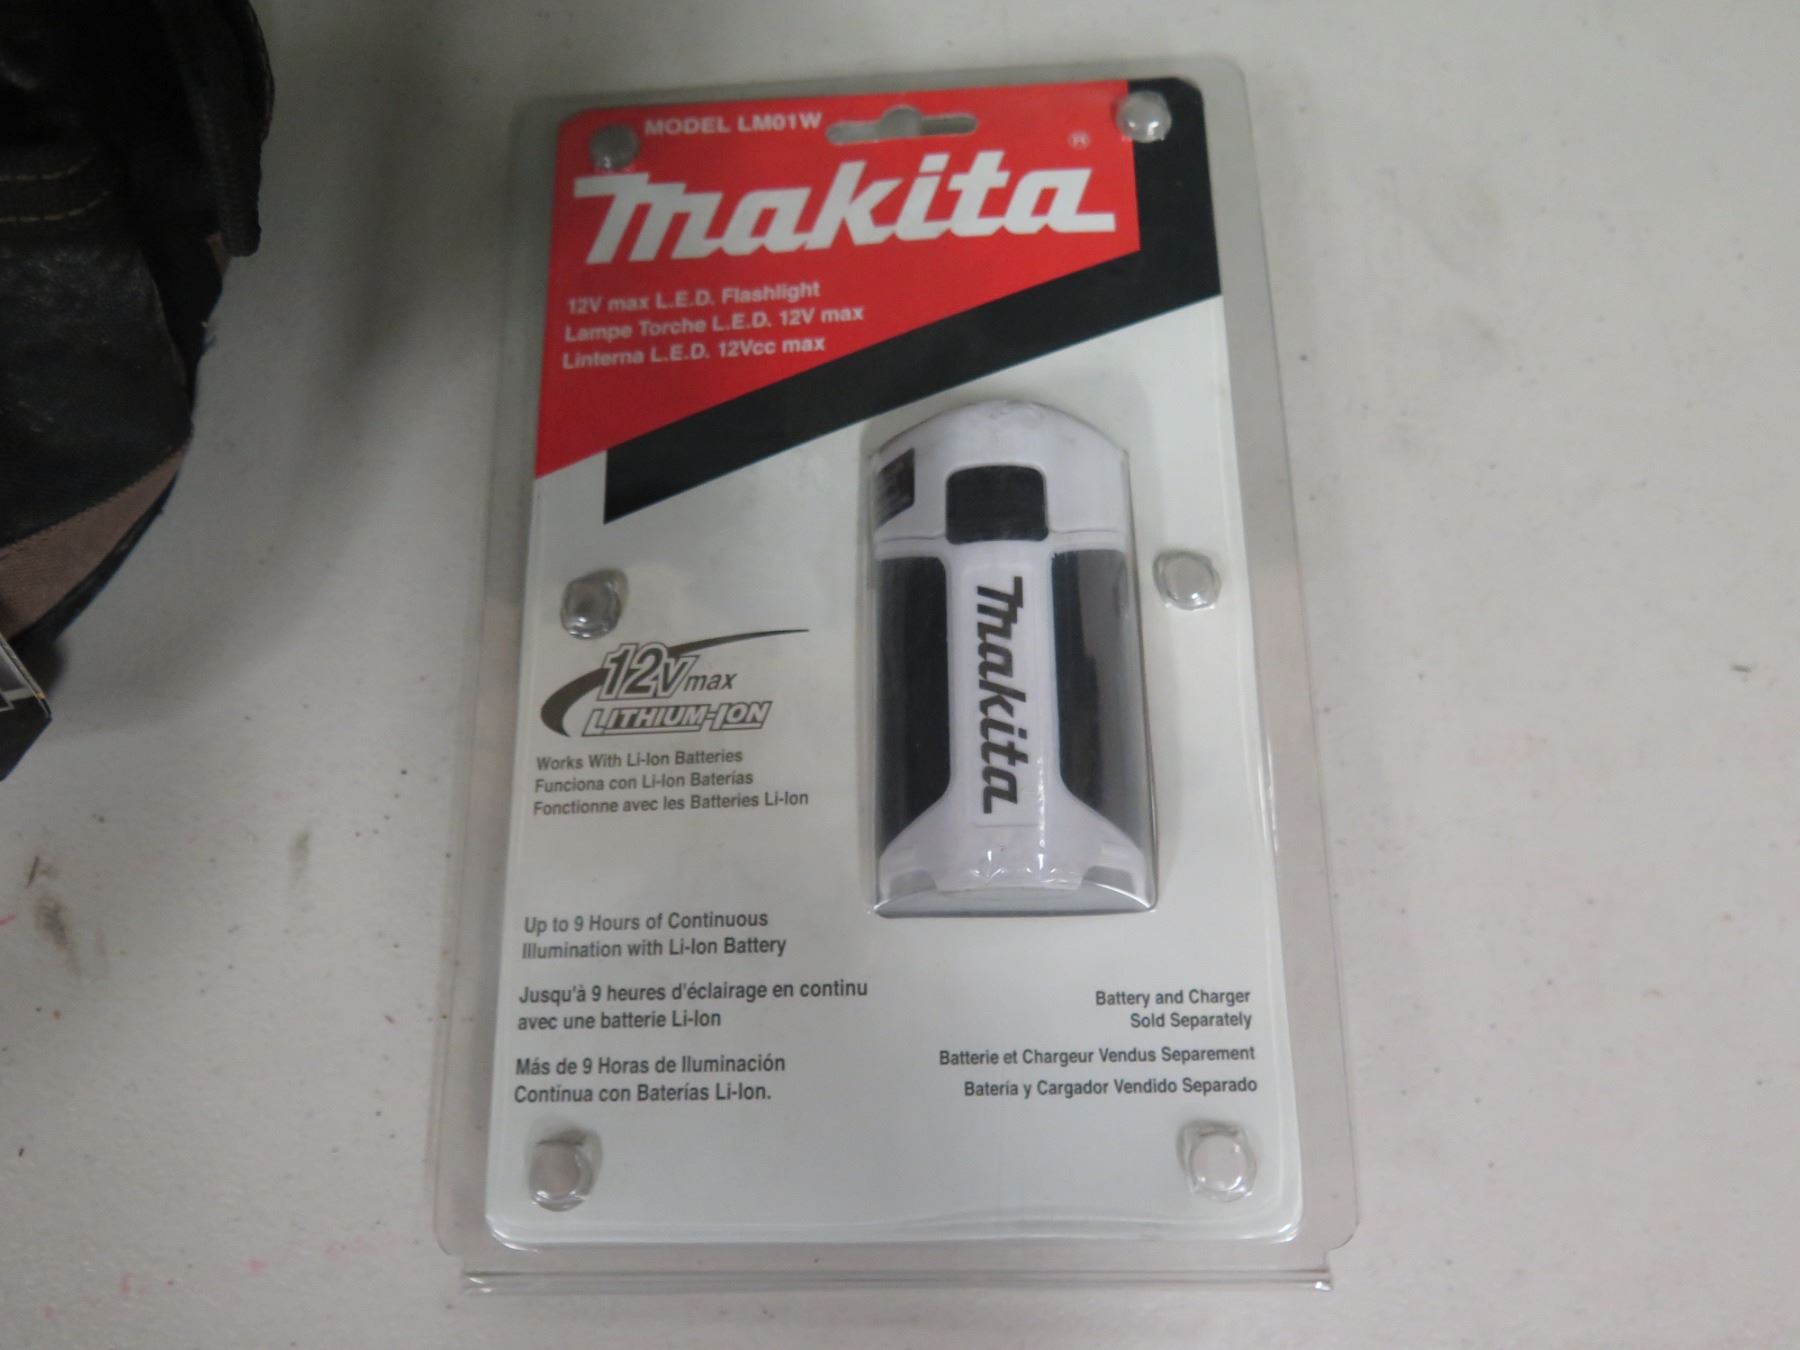 MODEL LM01W
makita®
12V max L.E.D. Flashlight
Lampe Torche L.E.D. 12V max
Linterna L.E.D. 12Vcc max
makita
12V max
LITHIUM-ION
Works With Li-Ion Batteries
Funciona con Li-Ion Baterías
Fonctionne avec les Batteries Li-Ion
Up to 9 Hours of Continuous
Illumination with Li-Ion Battery
Jusqu'à 9 heures d'éclairage en continu
avec une batterie Li-Ion
Más de 9 Horas de Iluminación
Contínua con Baterías Li-Ion.
Battery and Charger
Sold Separately
Batterie et Chargeur Vendus Separement
Batería y Cargador Vendido Separado